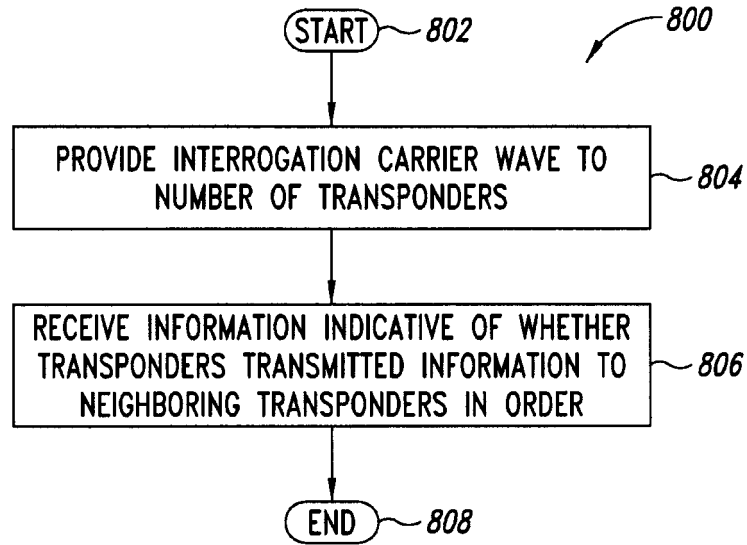 START
802
800
PROVIDE INTERROGATION CARRIER WAVE TO
NUMBER OF TRANSPONDERS
804
RECEIVE INFORMATION INDICATIVE OF WHETHER
TRANSPONDERS TRANSMITTED INFORMATION TO
NEIGHBORING TRANSPONDERS IN ORDER
806
END
808